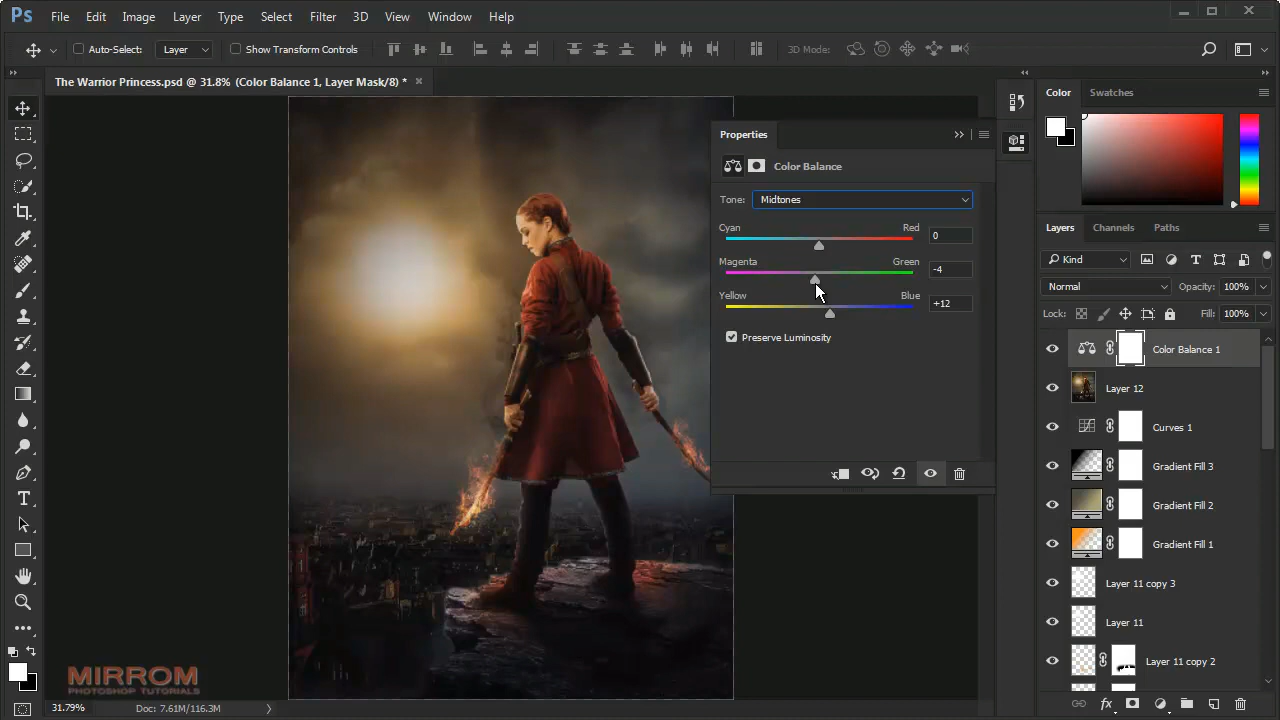 Ps File Edit Image Layer Type Select Filter 3D View Window Help
Auto-Select: Layer Show Transform Controls 3D Mode:
The Warrior Princess.psd @ 31.8% (Color Balance 1, Layer Mask/8) *
Color Swatches
Properties
Color Balance
Tone: Midtones
Cyan Red 0
Magenta Green -4
Yellow Blue +12
Preserve Luminosity
Layers Channels Paths
Kind
Normal Opacity: 100%
Lock: Fill: 100%
Color Balance 1
Layer 12
Curves 1
Gradient Fill 3
Gradient Fill 2
Gradient Fill 1
Layer 11 copy 3
Layer 11
Layer 11 copy 2
MIRROM
PHOTOSHOP TUTORIALS
31.79% Doc: 7.61M/116.3M